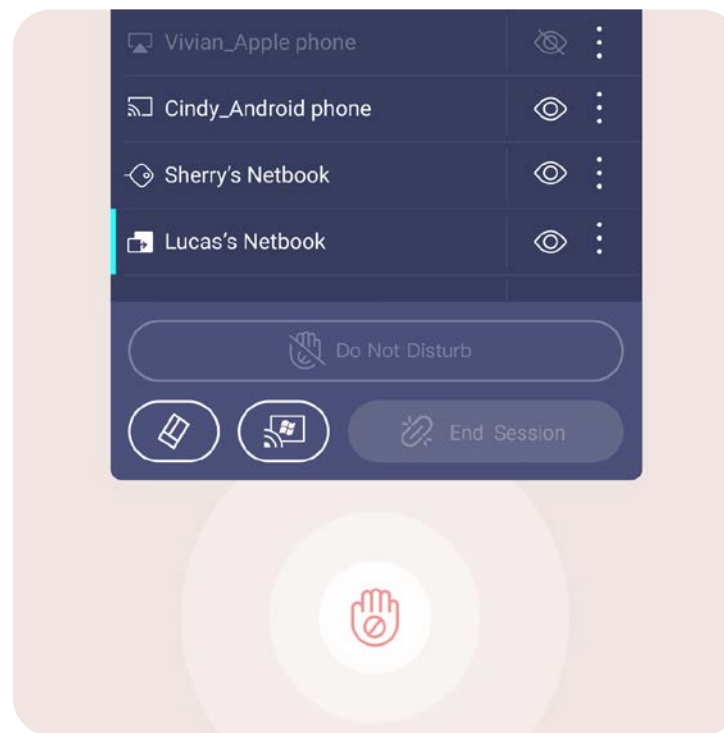 Vivian_Apple phone
Cindy_Android phone
Sherry's Netbook
Lucas's Netbook
Do Not Disturb
End Session